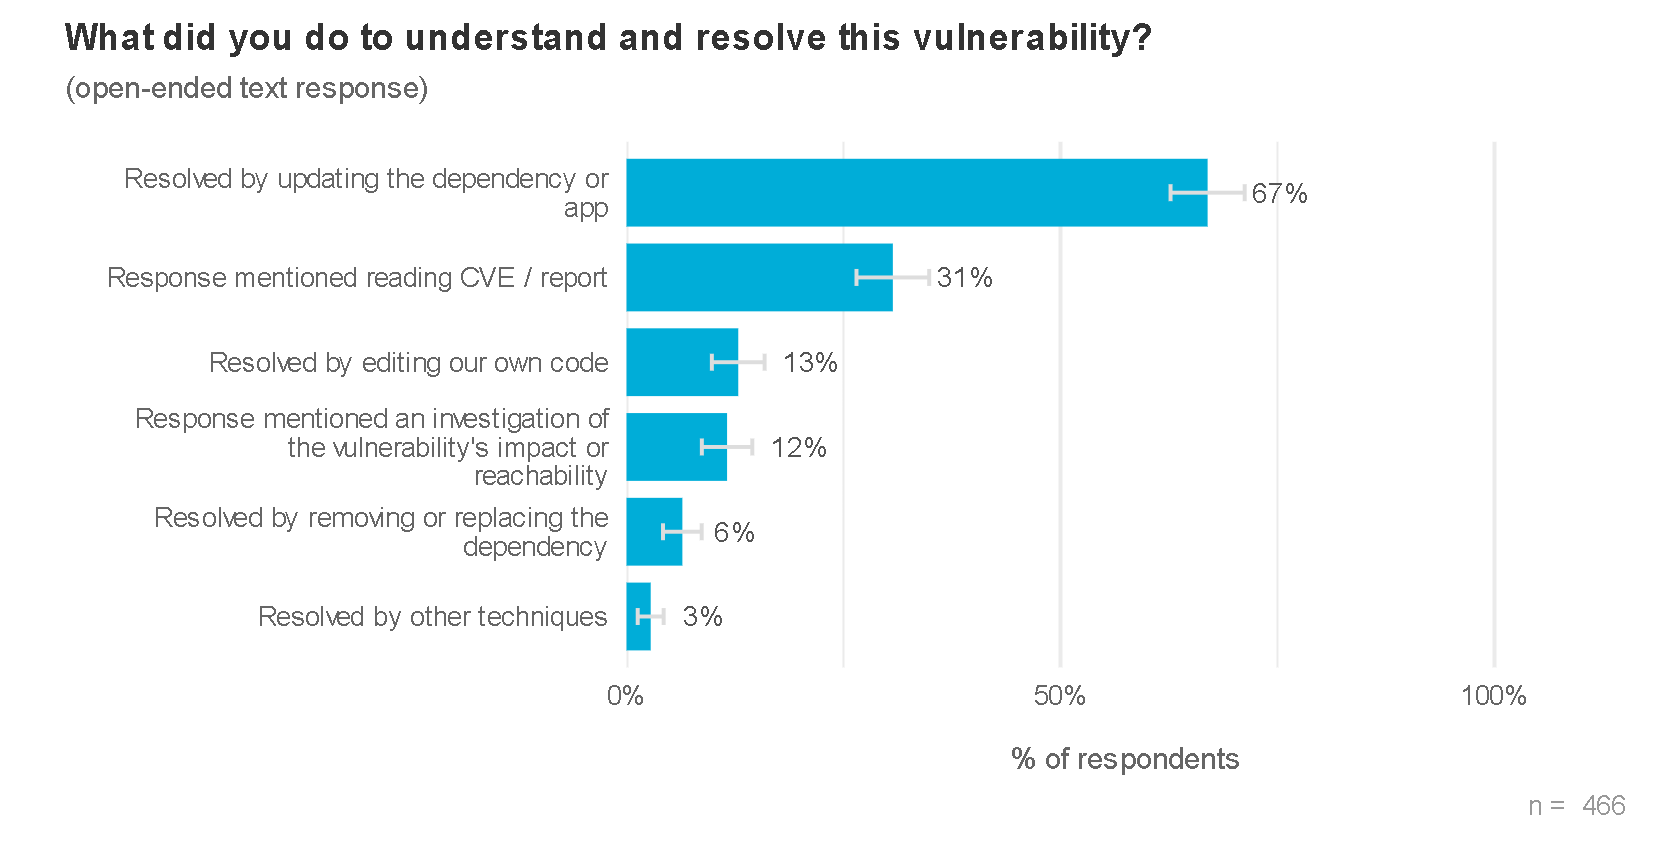 What did you do to understand and resolve this vulnerability?
(open-ended text response)
Resolved by updating the dependency or
app
67%
Response mentioned reading CVE / report
31%
Resolved by editing our own code
13%
Response mentioned an investigation of
the vulnerability's impact or
reachability
12%
Resolved by removing or replacing the
dependency
6%
Resolved by other techniques
3%
0%
50%
100%
% of respondents
n = 466